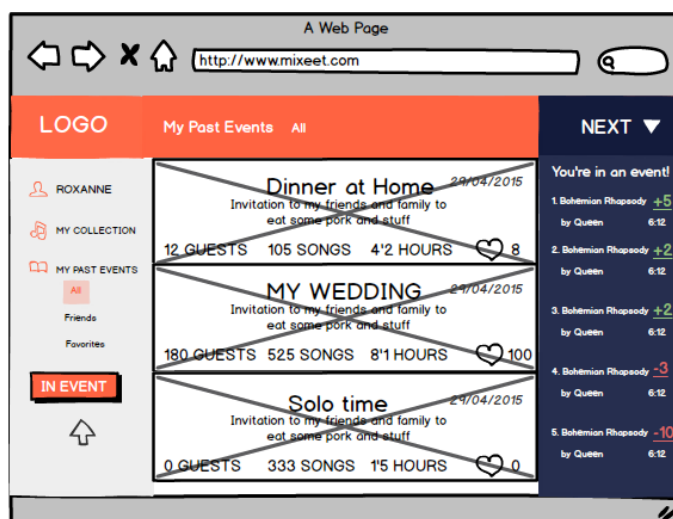 A Web Page
http://www.mixeet.com
LOGO
My Past Events All
NEXT
ROXANNE
MY COLLECTION
MY PAST EVENTS
All
Friends
Favorites
IN EVENT
Dinner at Home
29/04/2015
Invitation to my friends and family to
eat some pork and stuff
12 GUESTS 105 SONGS 4'2 HOURS 8
MY WEDDING
29/04/2015
Invitation to my friends and family to
eat some pork and stuff
180 GUESTS 525 SONGS 8'1 HOURS 100
Solo time
29/04/2015
Invitation to my friends and family to
eat some pork and stuff
0 GUESTS 333 SONGS 1'5 HOURS 0
You're in an event!
1. Bohemian Rhapsody +5
by Queen 6:12
2. Bohemian Rhapsody +2
by Queen 6:12
3. Bohemian Rhapsody +2
by Queen 6:12
4. Bohemian Rhapsody -3
by Queen 6:12
5. Bohemian Rhapsody -10
by Queen 6:12